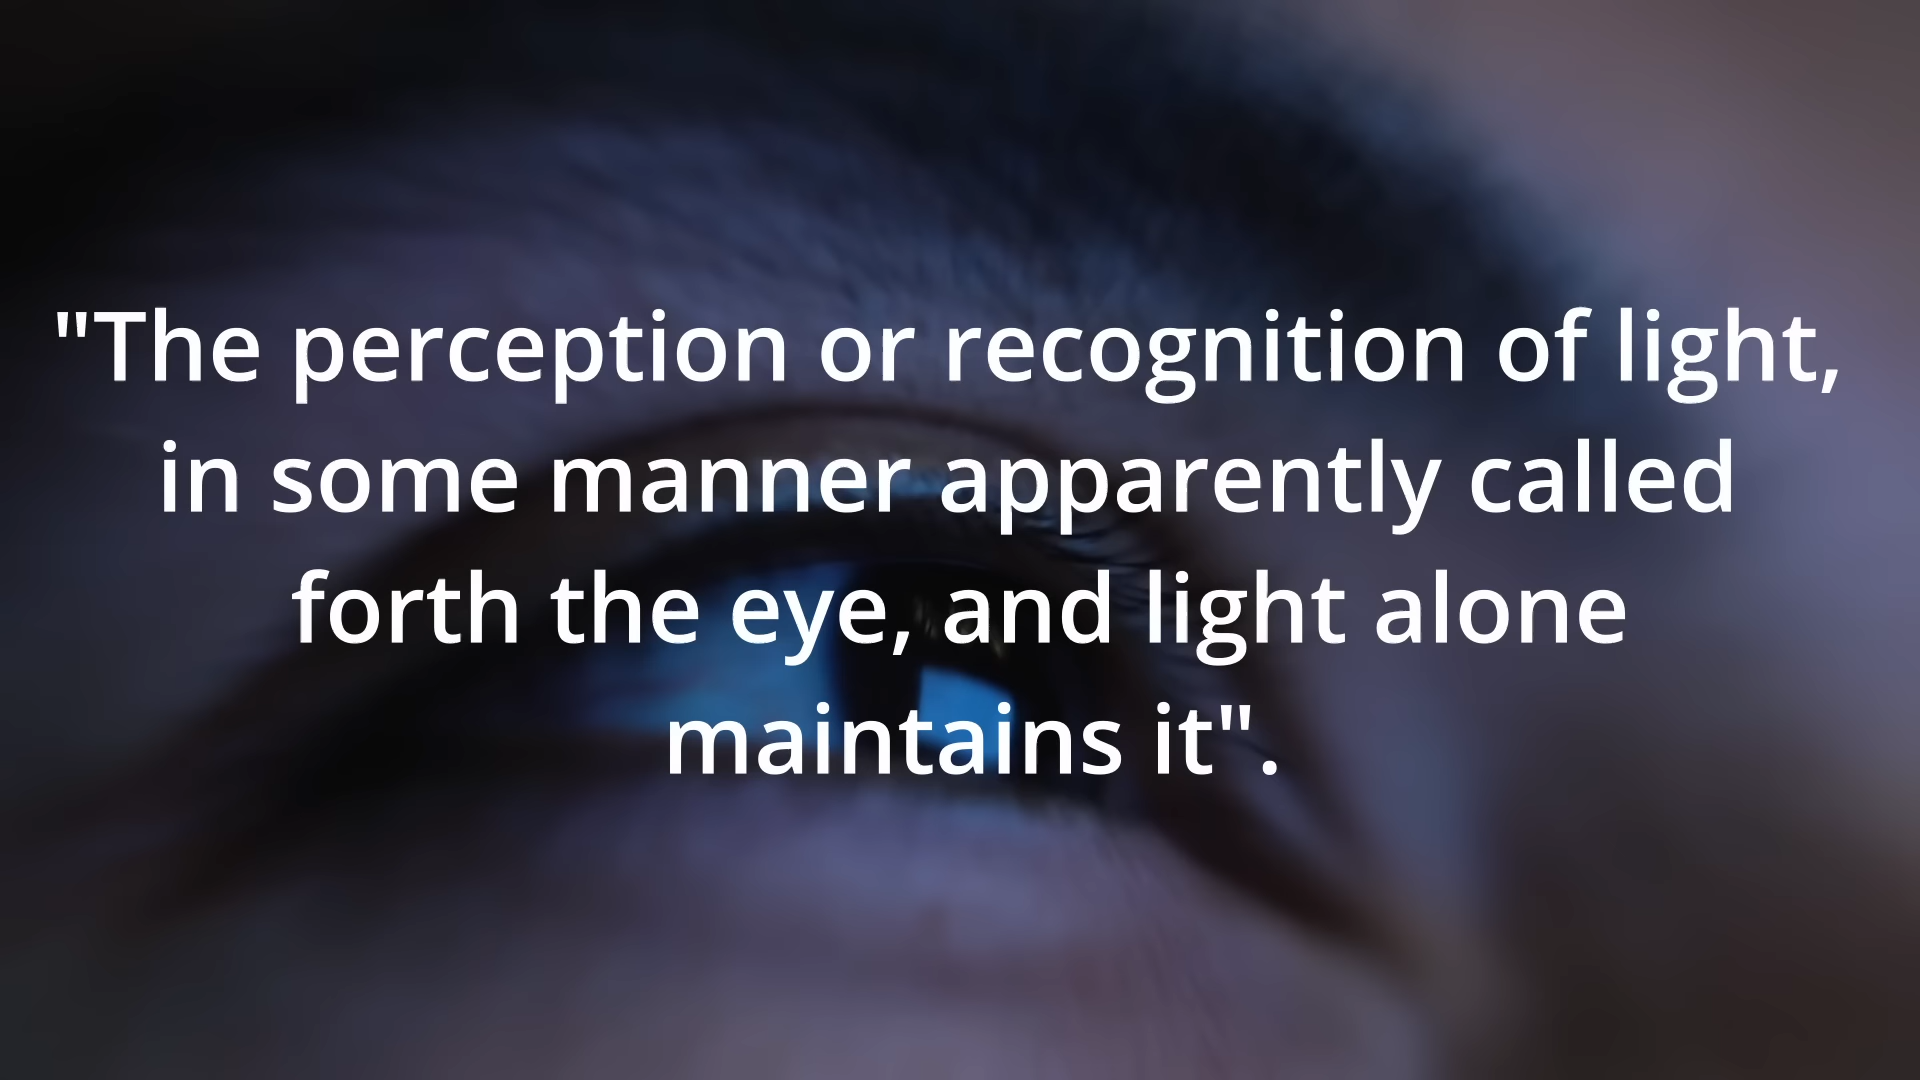 "The perception or recognition of light,
in some manner apparently called
forth the eye, and light alone
maintains it".